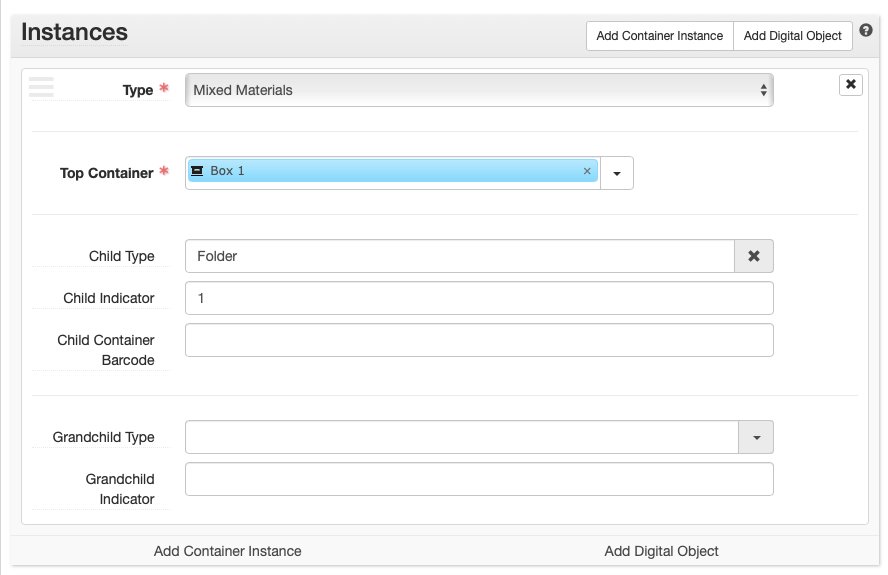 Instances
Add Container Instance
Add Digital Object
Type *
Mixed Materials
Top Container *
Box 1 ×
Child Type
Folder
Child Indicator
1
Child Container
Barcode
Grandchild Type
Grandchild
Indicator
Add Container Instance
Add Digital Object